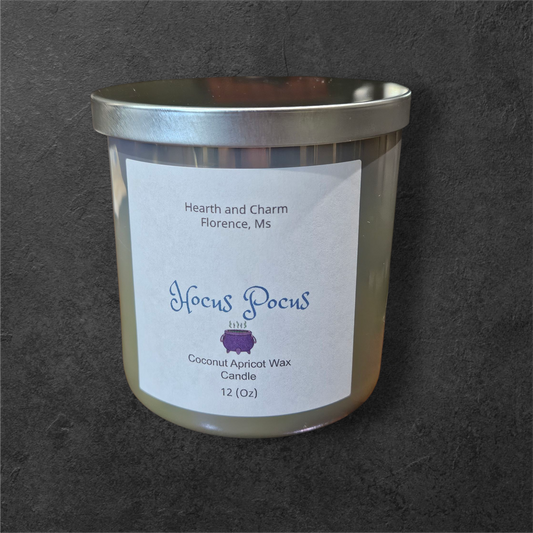 Hearth and Charm
Florence, Ms
Hocus Pocus
Coconut Apricot Wax
Candle
12 (Oz)